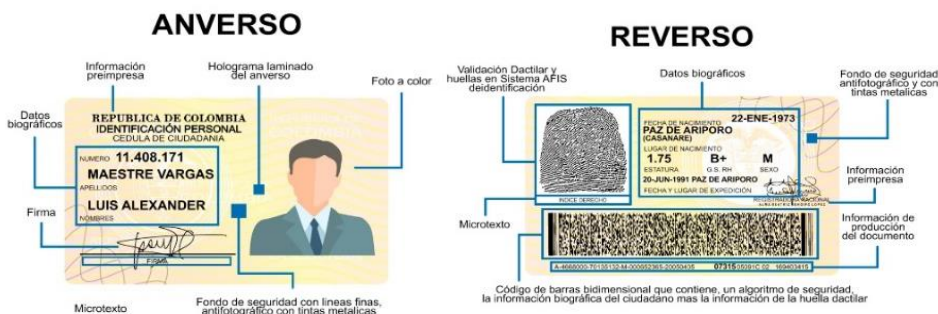 ANVERSO
Información
preimpresa
Holograma laminado
del anverso
Foto a color
Datos
biográficos
REPUBLICA DE COLOMBIA
IDENTIFICACIÓN PERSONAL
CEDULA DE CIUDADANIA
NUMERO 11.408.171
MAESTRE VARGAS
APELLIDOS
LUIS ALEXANDER
NOMBRES
Firma
FIRMA
Microtexto
Fondo de seguridad con lineas finas,
antifotográfico con tintas metalicas
REVERSO
Validación Dactilar y
huellas en Sistema AFIS
deidentificación
Datos biográficos
Fondo de seguridad
antifotográfico y con
tintas metalicas
FECHA DE NACIMIENTO 22-ENE-1973
PAZ DE ARIPORO
(CASANARE)
LUGAR DE NACIMIENTO
1.75 B+ M
ESTATURA G.S. RH SEXO
20-JUN-1991 PAZ DE ARIPORO
FECHA Y LUGAR DE EXPEDICIÓN
INDICE DERECHO
REGISTRADORA NACIONAL
Información
preimpresa
Microtexto
Información de
producción
del documento
Código de barras bidimensional que contiene, un algoritmo de seguridad,
la información biográfica del ciudadano mas la información de la huella dactilar